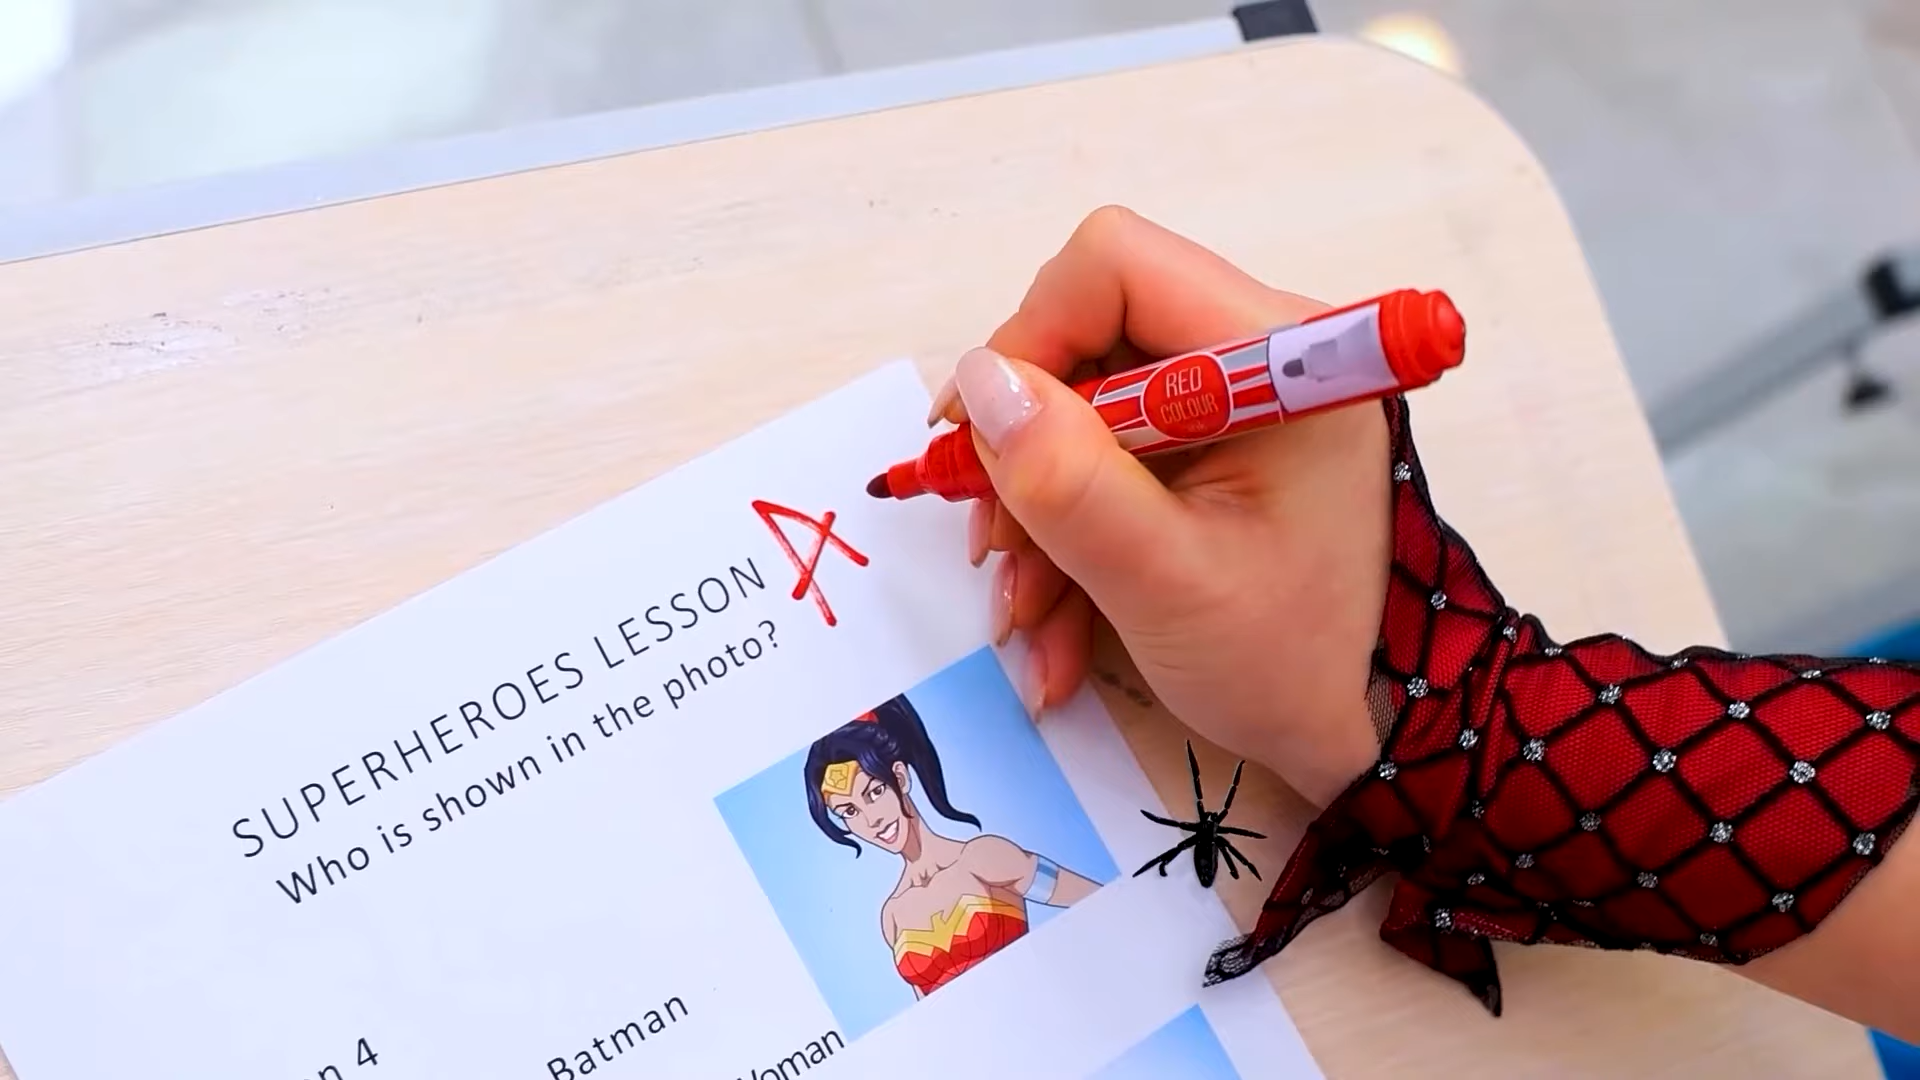 A
SUPERHEROES LESSON
Who is shown in the photo?
n 4
Batman
Woman
RED
COLOUR